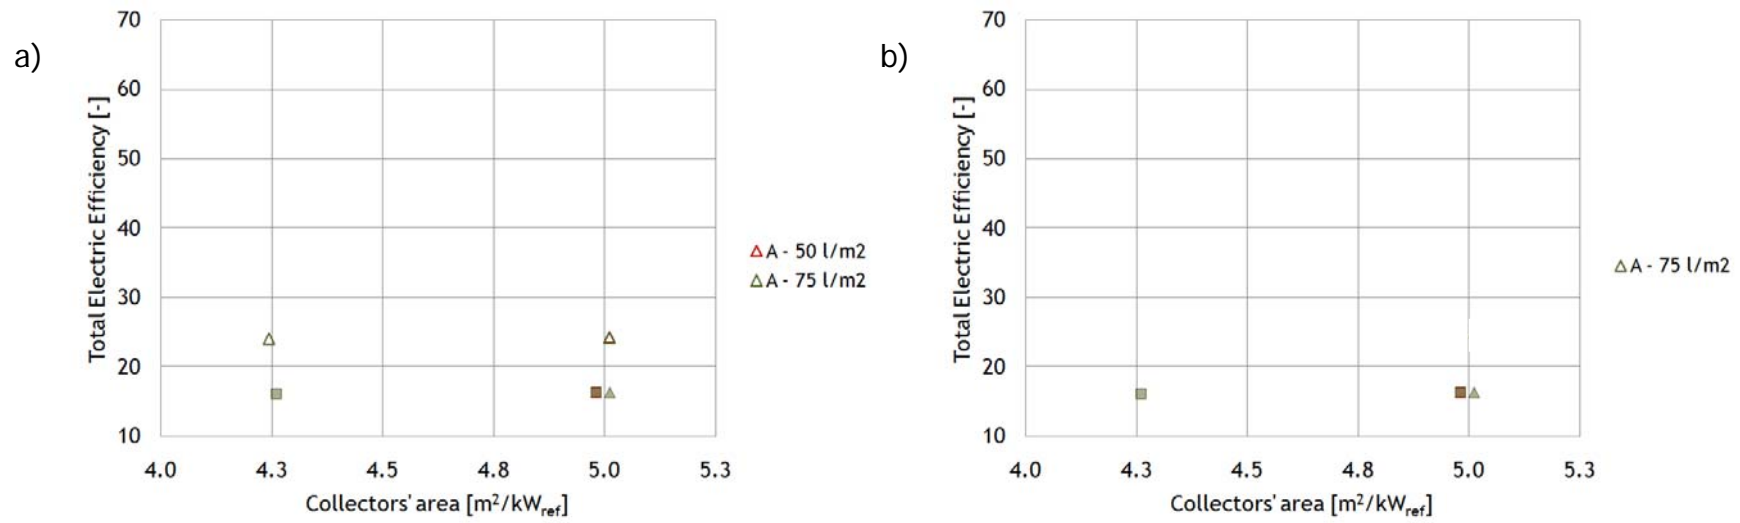 a)
Total Electric Efficiency [-]
70
60
50
40
30
20
10
4.0 4.3 4.5 4.8 5.0 5.3
Collectors' area [m²/kWref]
A - 50 l/m2
A - 75 l/m2
b)
Total Electric Efficiency [-]
70
60
50
40
30
20
10
4.0 4.3 4.5 4.8 5.0 5.3
Collectors' area [m²/kWref]
A - 75 l/m2